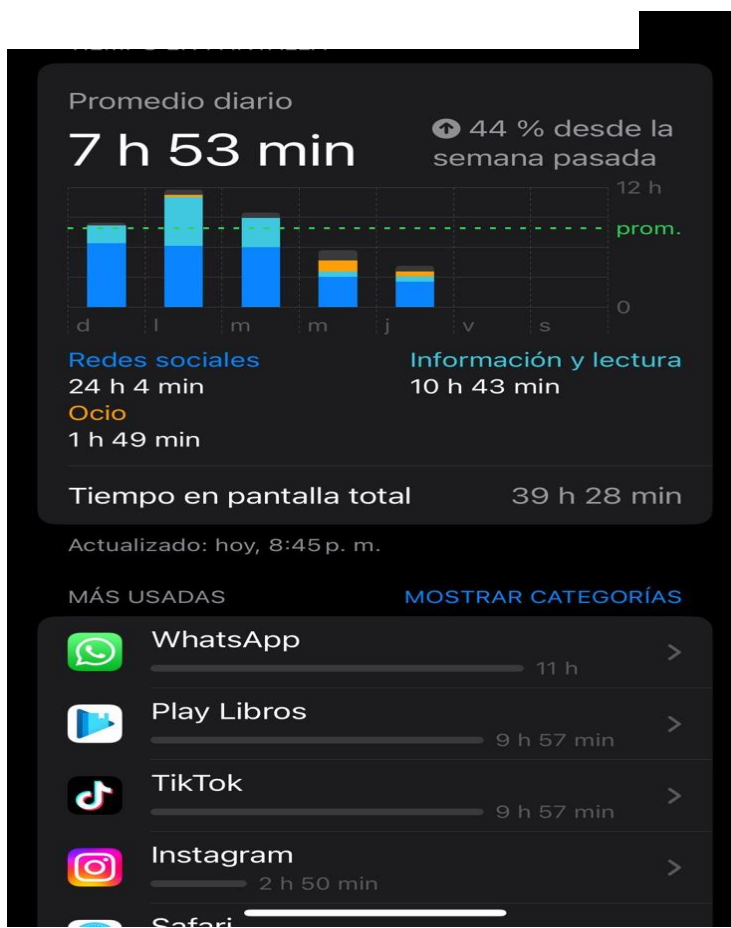 Promedio diario
7 h 53 min
44 % desde la
semana pasada
12 h
prom.
0
d l m m j v s
Redes sociales
Información y lectura
24 h 4 min
10 h 43 min
Ocio
1 h 49 min
Tiempo en pantalla total
39 h 28 min
Actualizado: hoy, 8:45 p. m.
MÁS USADAS
MOSTRAR CATEGORÍAS
WhatsApp
11 h
Play Libros
9 h 57 min
TikTok
9 h 57 min
Instagram
2 h 50 min
Safari